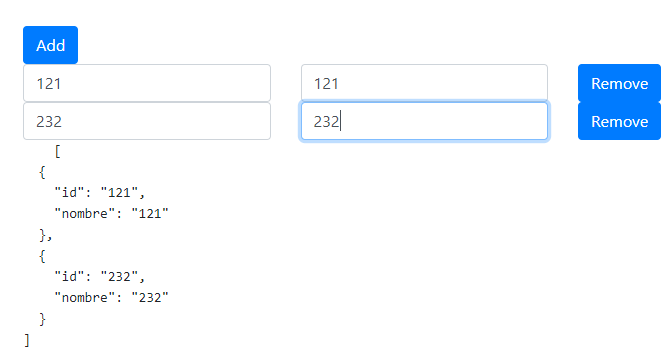 Add
121 121 Remove
232 232 Remove
[
{
"id": "121",
"nombre": "121"
},
{
"id": "232",
"nombre": "232"
}
]